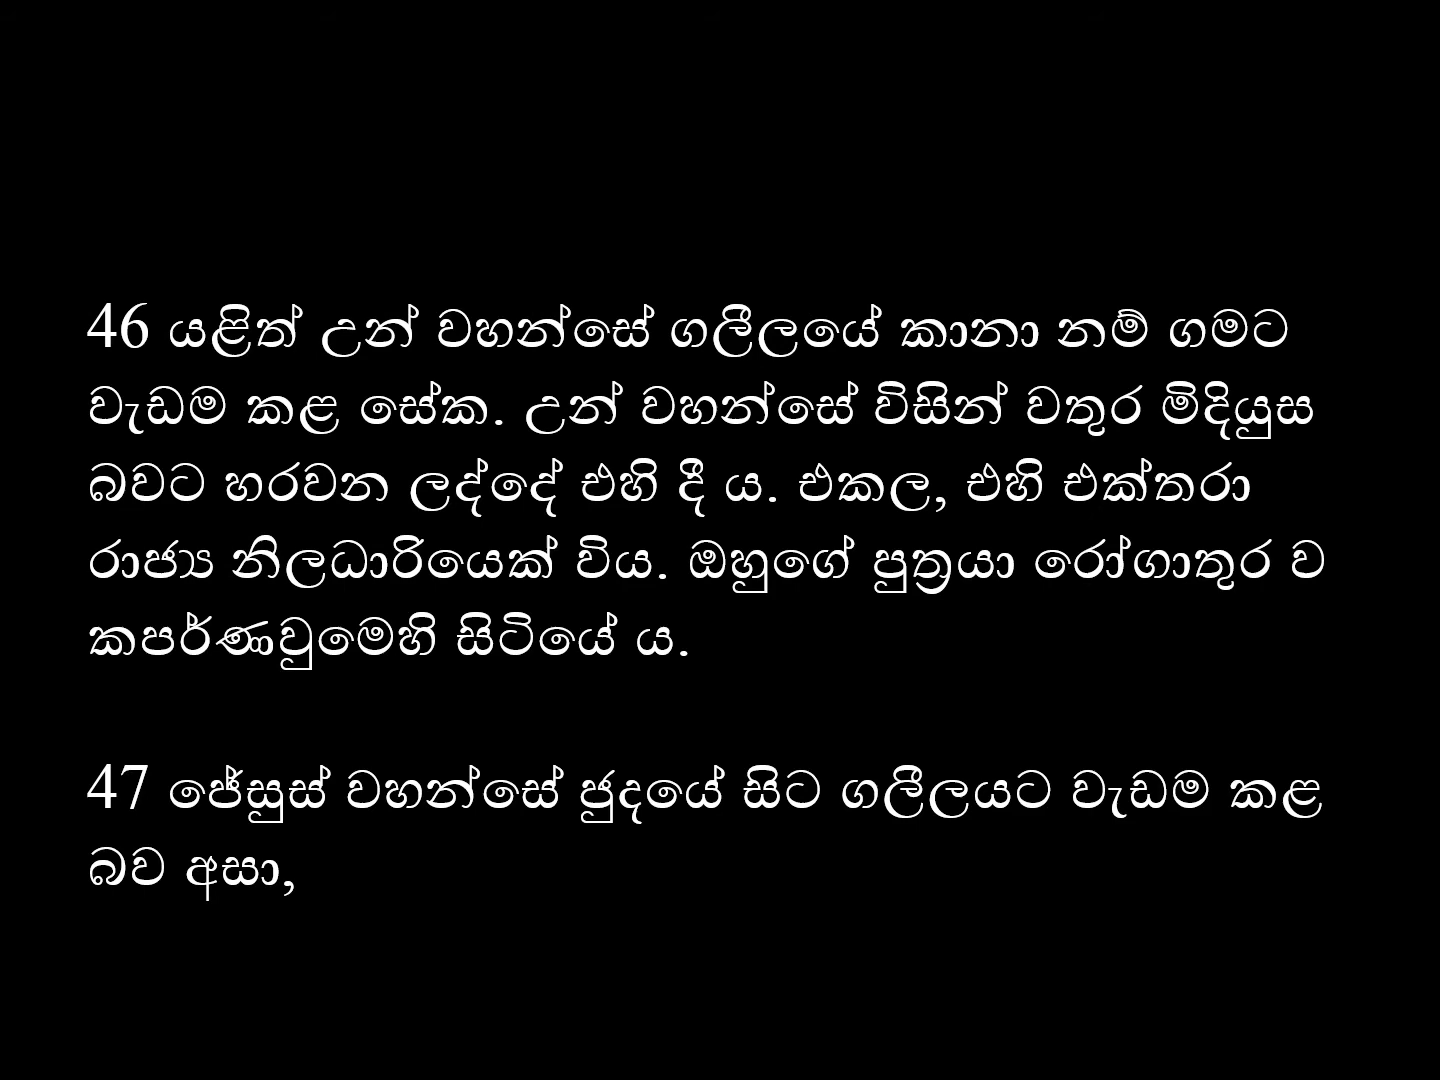 46 යළිත් උන් වහන්සේ ගලීලයේ කානා නම් ගමට
වැඩම කළ සේක. උන් වහන්සේ විසින් වතුර මිදියුස
බවට හරවන ලද්දේ එහි දී ය. එකල, එහි එක්තරා
රාජ්‍ය නිලධාරියෙක් විය. ඔහුගේ පුත්‍රයා රෝගාතුර ව
කපර්ණවුමෙහි සිටියේ ය.
47 ජේසුස් වහන්සේ ජුදයේ සිට ගලීලයට වැඩම කළ
බව අසා,